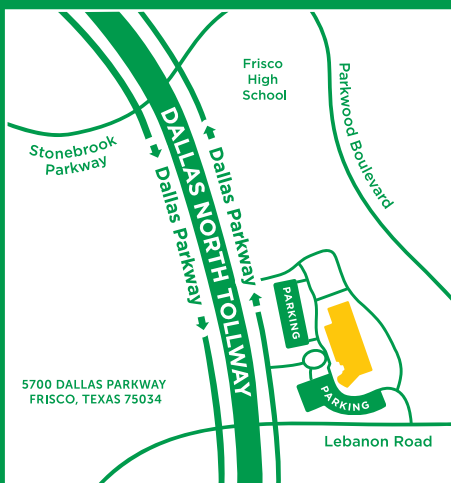 Frisco
High
School
Parkwood Boulevard
Stonebrook
Parkway
DALLAS NORTH TOLLWAY
Dallas Parkway
Dallas Parkway
PARKING
PARKING
5700 DALLAS PARKWAY
FRISCO, TEXAS 75034
Lebanon Road